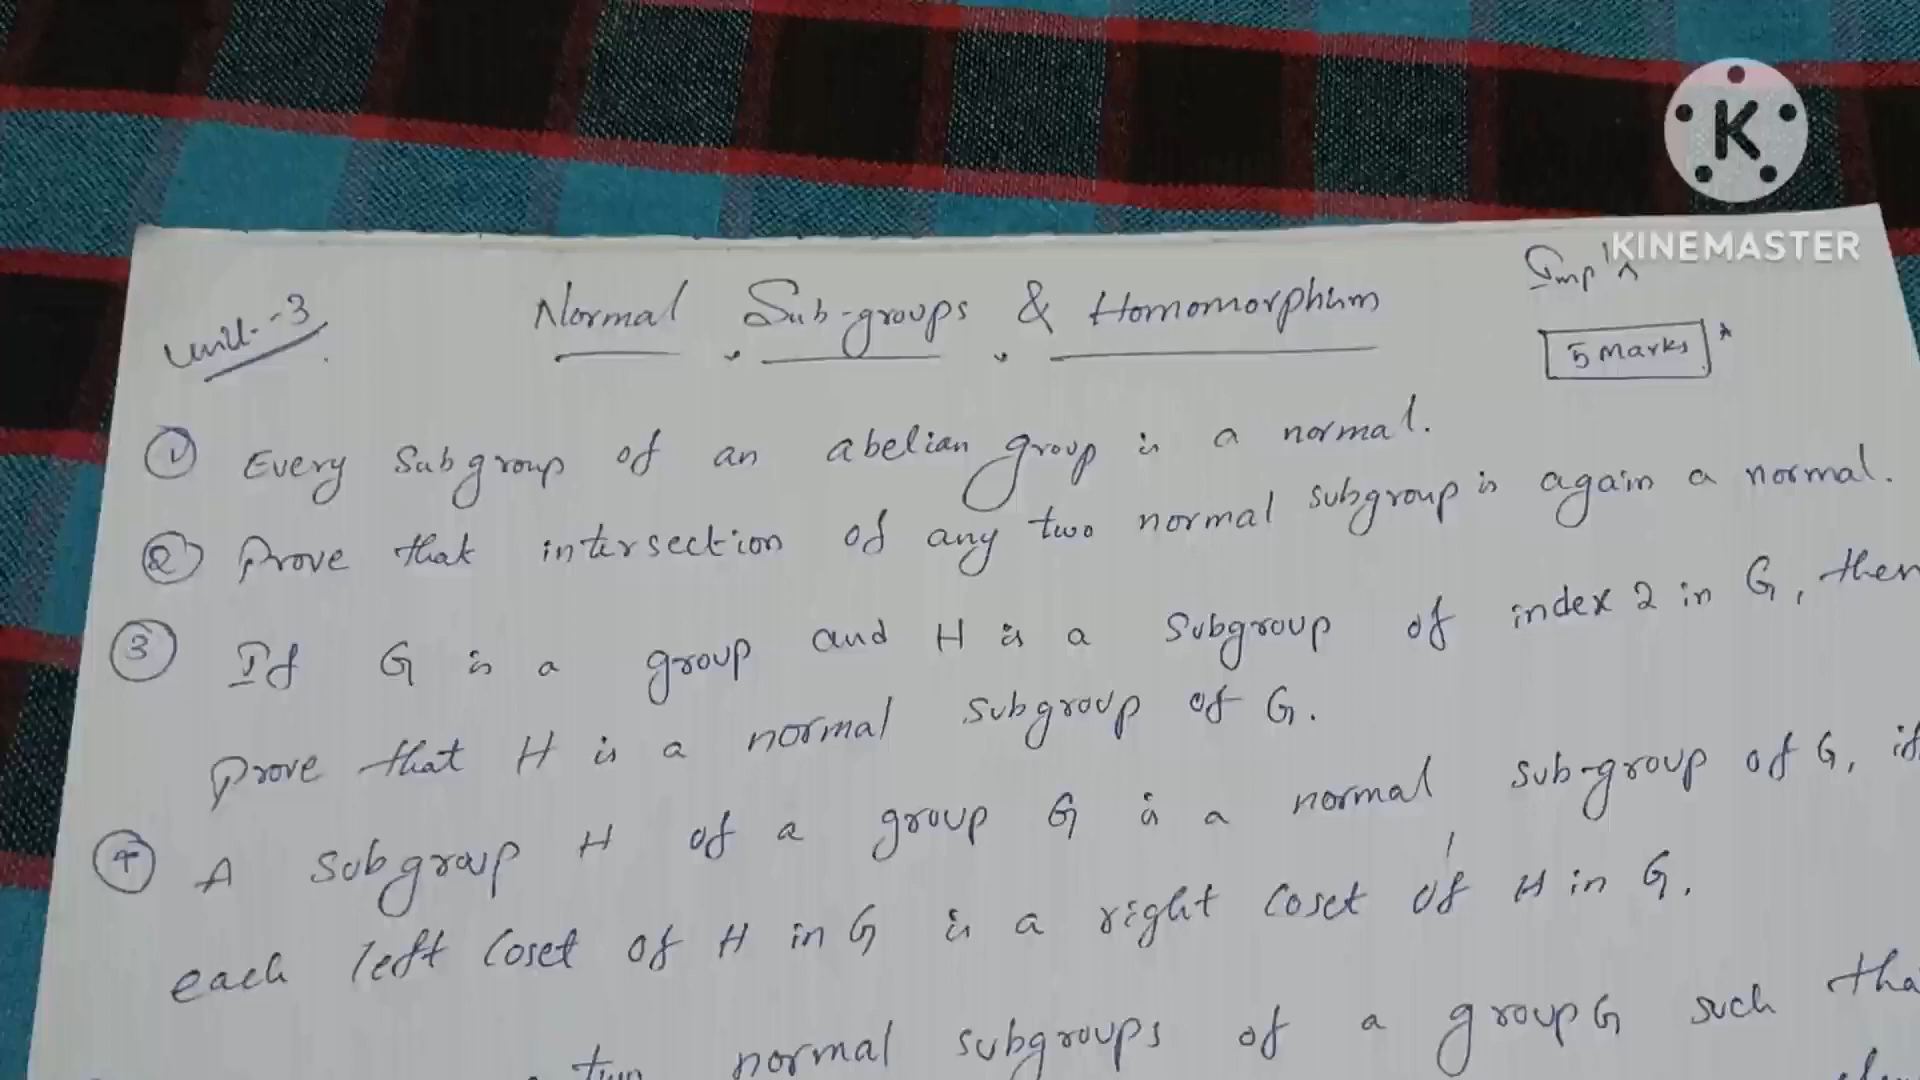 K
KINEMASTER
Imp
Unit-3 Normal Sub-groups & Homomorphism
5 Marks
① Every Subgroup of an abelian group is a normal.
② Prove that intersection of any two normal subgroup is again a normal.
③ If G is a group and H is a subgroup of index 2 in G, then
Prove that H is a normal subgroup of G.
④ A subgroup H of a group G is a normal sub-group of G, if
each left Coset of H in G is a right Coset of H in G.
two normal subgroups of a group G such tha